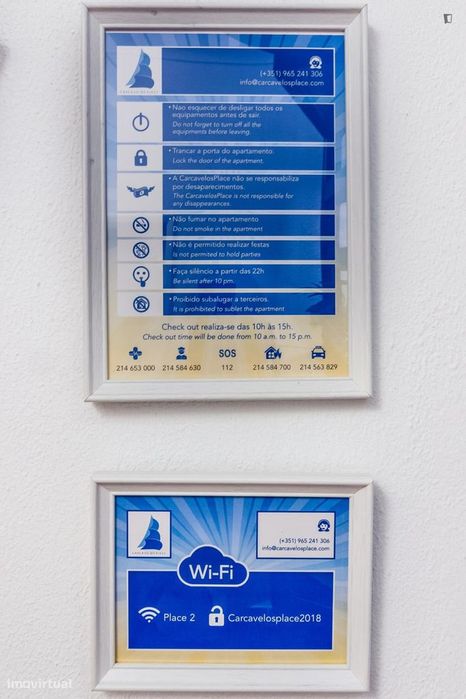 CARCAVELOS PLACE
(+351) 965 241 306
info@carcavelosplace.com
• Nao esquecer de desligar todos os
equipamentos antes de sair.
Do not forget to turn off all the
equipments before leaving.
• Trancar a porta do apartamento.
Lock the door of the apartment.
• A CarcavelosPlace não se responsabiliza
por desaparecimentos.
The CarcavelosPlace is not responsible for
any disappearances.
• Não fumar no apartamento
Do not smoke in the apartment
• Não é permitido realizar festas
Is not permited to hold parties
• Faça silêncio a partir das 22h
Be silent after 10 pm.
• Proibido subalugar a terceiros.
It is prohibited to sublet the apartment
Check out realiza-se das 10h às 15h.
Check out time will be done from 10 a.m. to 15 p.m.
SOS
214 653 000 214 584 630 112 214 584 700 214 563 829
CARCAVELOS PLACE
(+351) 965 241 306
info@carcavelosplace.com
Wi-Fi
Place 2 Carcavelosplace2018
imovirtual